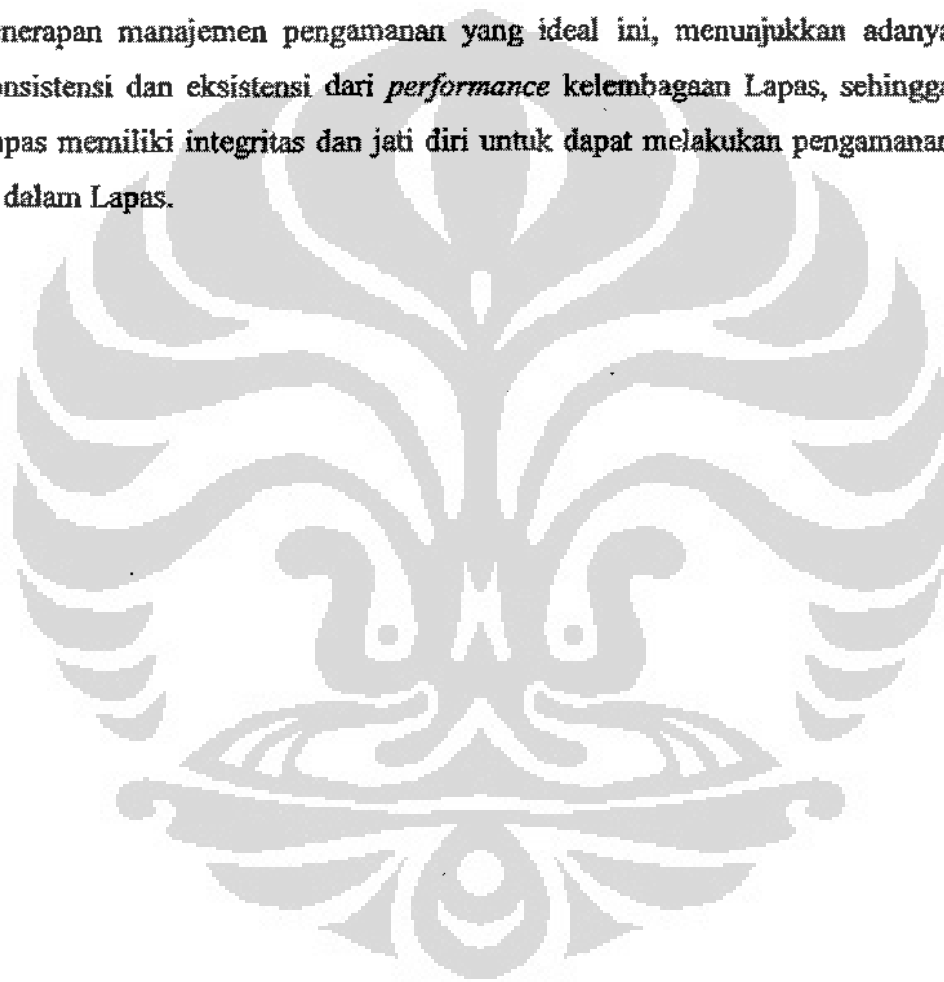 nerapan manajemen pengamanan yang ideal ini, menunjukkan adanya
onsistensi dan eksistensi dari performance kelembagaan Lapas, sehingga
apas memiliki integritas dan jati diri untuk dapat melakukan pengamanan
dalam Lapas.